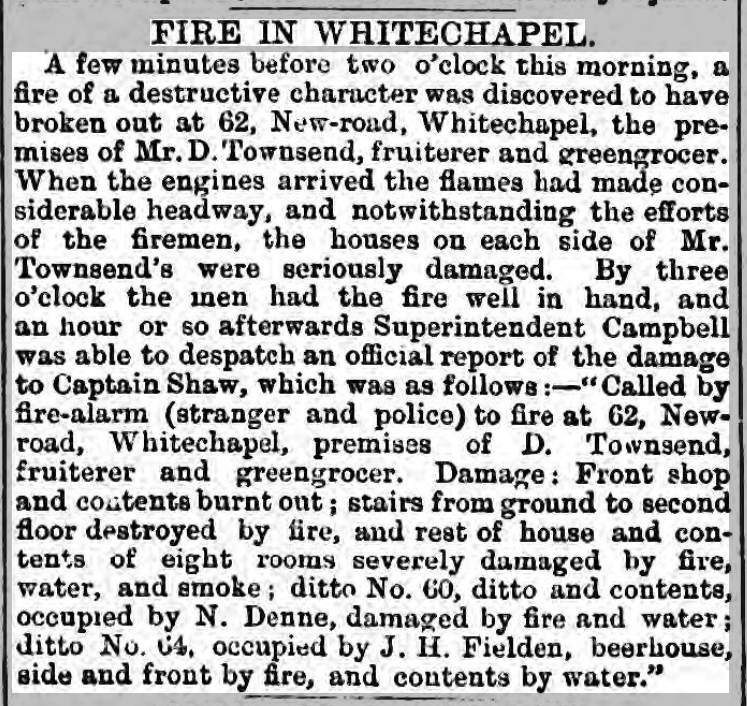 FIRE IN WHITECHAPEL.
A few minutes before two o'clock this morning, a
fire of a destructive character was discovered to have
broken out at 62, New-road, Whitechapel, the pre-
mises of Mr. D. Townsend, fruiterer and greengrocer.
When the engines arrived the flames had made con-
siderable headway, and notwithstanding the efforts
of the firemen, the houses on each side of Mr.
Townsend's were seriously damaged. By three
o'clock the men had the fire well in hand, and
an hour or so afterwards Superintendent Campbell
was able to despatch an official report of the damage
to Captain Shaw, which was as follows:—"Called by
fire-alarm (stranger and police) to fire at 62, New-
road, Whitechapel, premises of D. Townsend,
fruiterer and greengrocer. Damage: Front shop
and contents burnt out; stairs from ground to second
floor destroyed by fire, and rest of house and con-
tents of eight rooms severely damaged by fire,
water, and smoke; ditto No. 60, ditto and contents,
occupied by N. Denne, damaged by fire and water;
ditto No. 64, occupied by J. H. Fielden, beerhouse,
side and front by fire, and contents by water."